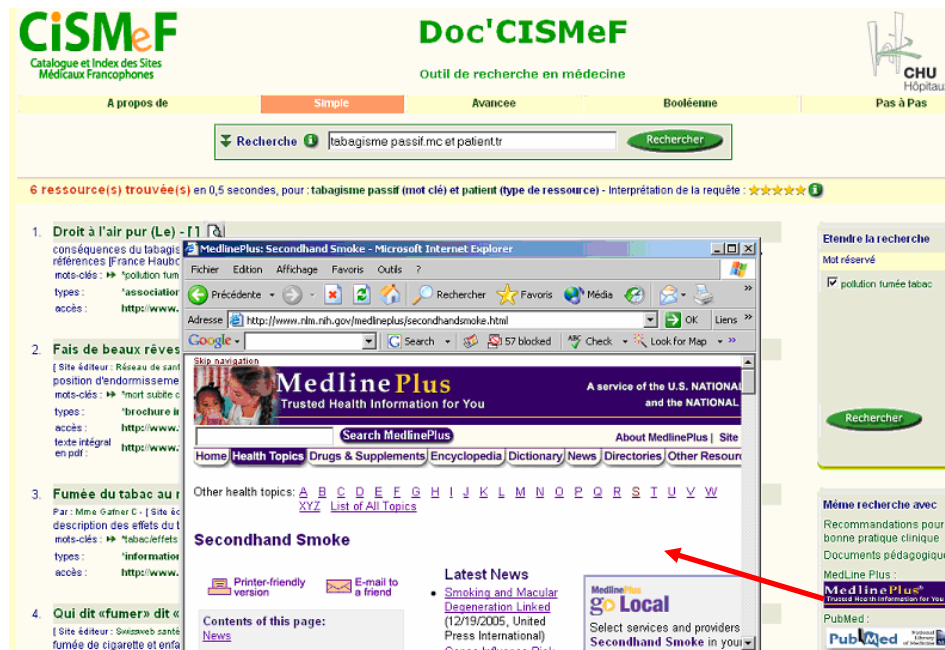 CiSMeF
Catalogue et Index des Sites
Médicaux Francophones
Doc'CISMeF
Outil de recherche en médecine
CHU
Hôpitaux
A propos de Simple Avancee Booléenne Pas à Pas
Recherche tabagisme passif.mc et patient.tr Rechercher
6 ressource(s) trouvée(s) en 0,5 secondes, pour : tabagisme passif (mot clé) et patient (type de ressource) - Interprétation de la requête :
1. Droit à l'air pur (Le) - [ ]
conséquences du tabagis
références [France Haubo
mots-clés : *pollution fum
types : *association
accès : http://www.
2. Fais de beaux rêves
[ Site éditeur : Réseau de sant
position d'endormisseme
mots-clés : *mort subite
types : *brochure
accès : http://www.
texte intégral
en pdf : http://www.
3. Fumée du tabac au
Par : Mme Gafner C - [ Site
description des effets du t
mots-clés : *tabac/effets
types : *information
accès : http://www.
4. Qui dit «fumer» dit «
[ Site éditeur : Swissweb santé
fumée de cigarette et enfa
MedlinePlus: Secondhand Smoke - Microsoft Internet Explorer
Fichier Edition Affichage Favoris Outils ?
Précédente Rechercher Favoris Média
Adresse http://www.nlm.nih.gov/medlineplus/secondhandsmoke.html OK Liens »
Google Search 57 blocked Check Look for Map »
Skip navigation
Medline Plus
Trusted Health Information for You
A service of the U.S. NATIONAL
and the NATIONAL
Search MedlinePlus
About MedlinePlus | Site
Home Health Topics Drugs & Supplements Encyclopedia Dictionary News Directories Other Resour
Other health topics: A B C D E F G H I J K L M N O P Q R S T U V W
XYZ List of All Topics
Secondhand Smoke
Printer-friendly
version
E-mail to
a friend
Contents of this page:
News
Latest News
Smoking and Macular
Degeneration Linked
(12/19/2005, United
Press International)
MedlinePlus
go Local
Select services and providers
Secondhand Smoke in your
Etendre la recherche
Mot réservé
pollution fumée tabac
Rechercher
Même recherche avec
Recommandations pour
bonne pratique clinique
Documents pédagogique
MedLine Plus :
MedlinePlus
Trusted Health Information for You
PubMed :
PubMed National
Library
of Medicine